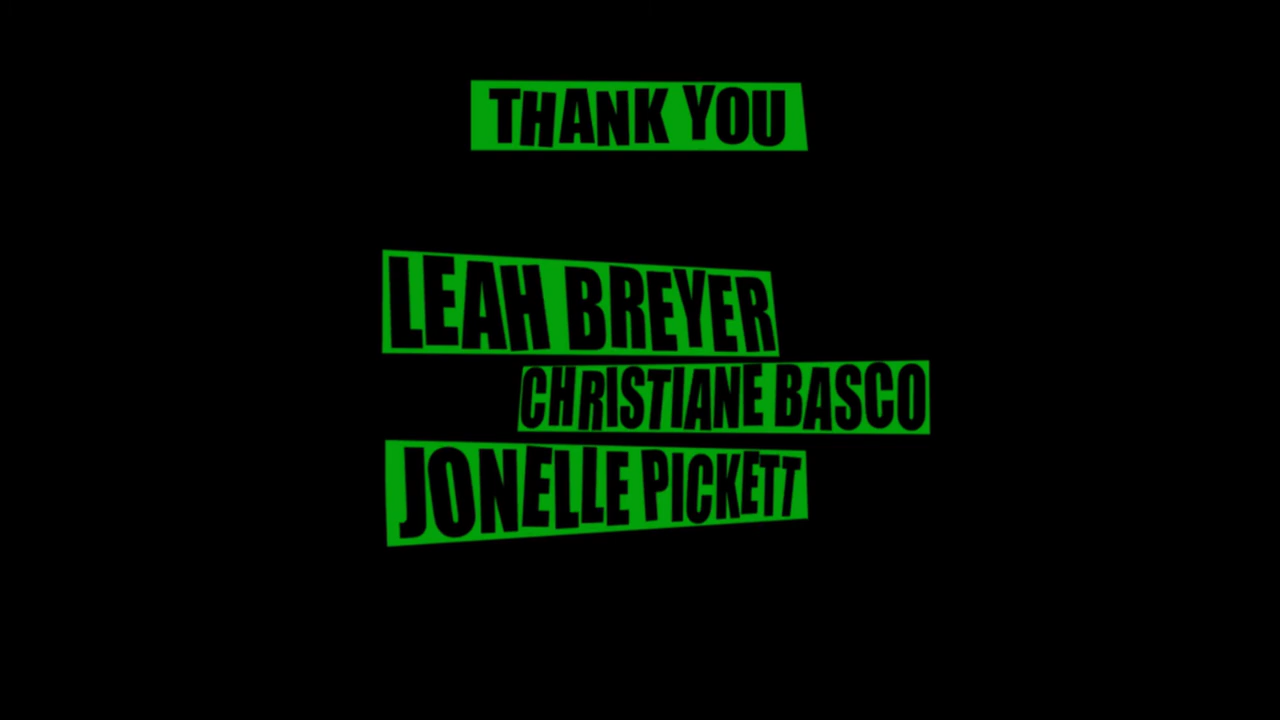 THANK YOU
LEAH BREYER
CHRISTIANE BASCO
JONELLE PICKETT